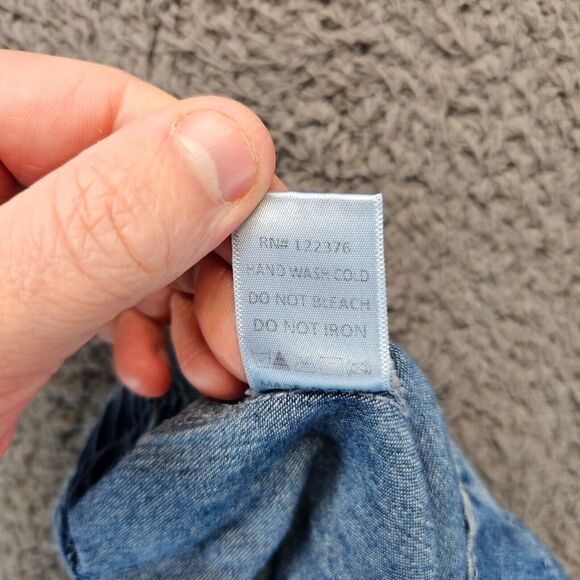 RN# 122376
HAND WASH COLD
DO NOT BLEACH
DO NOT IRON